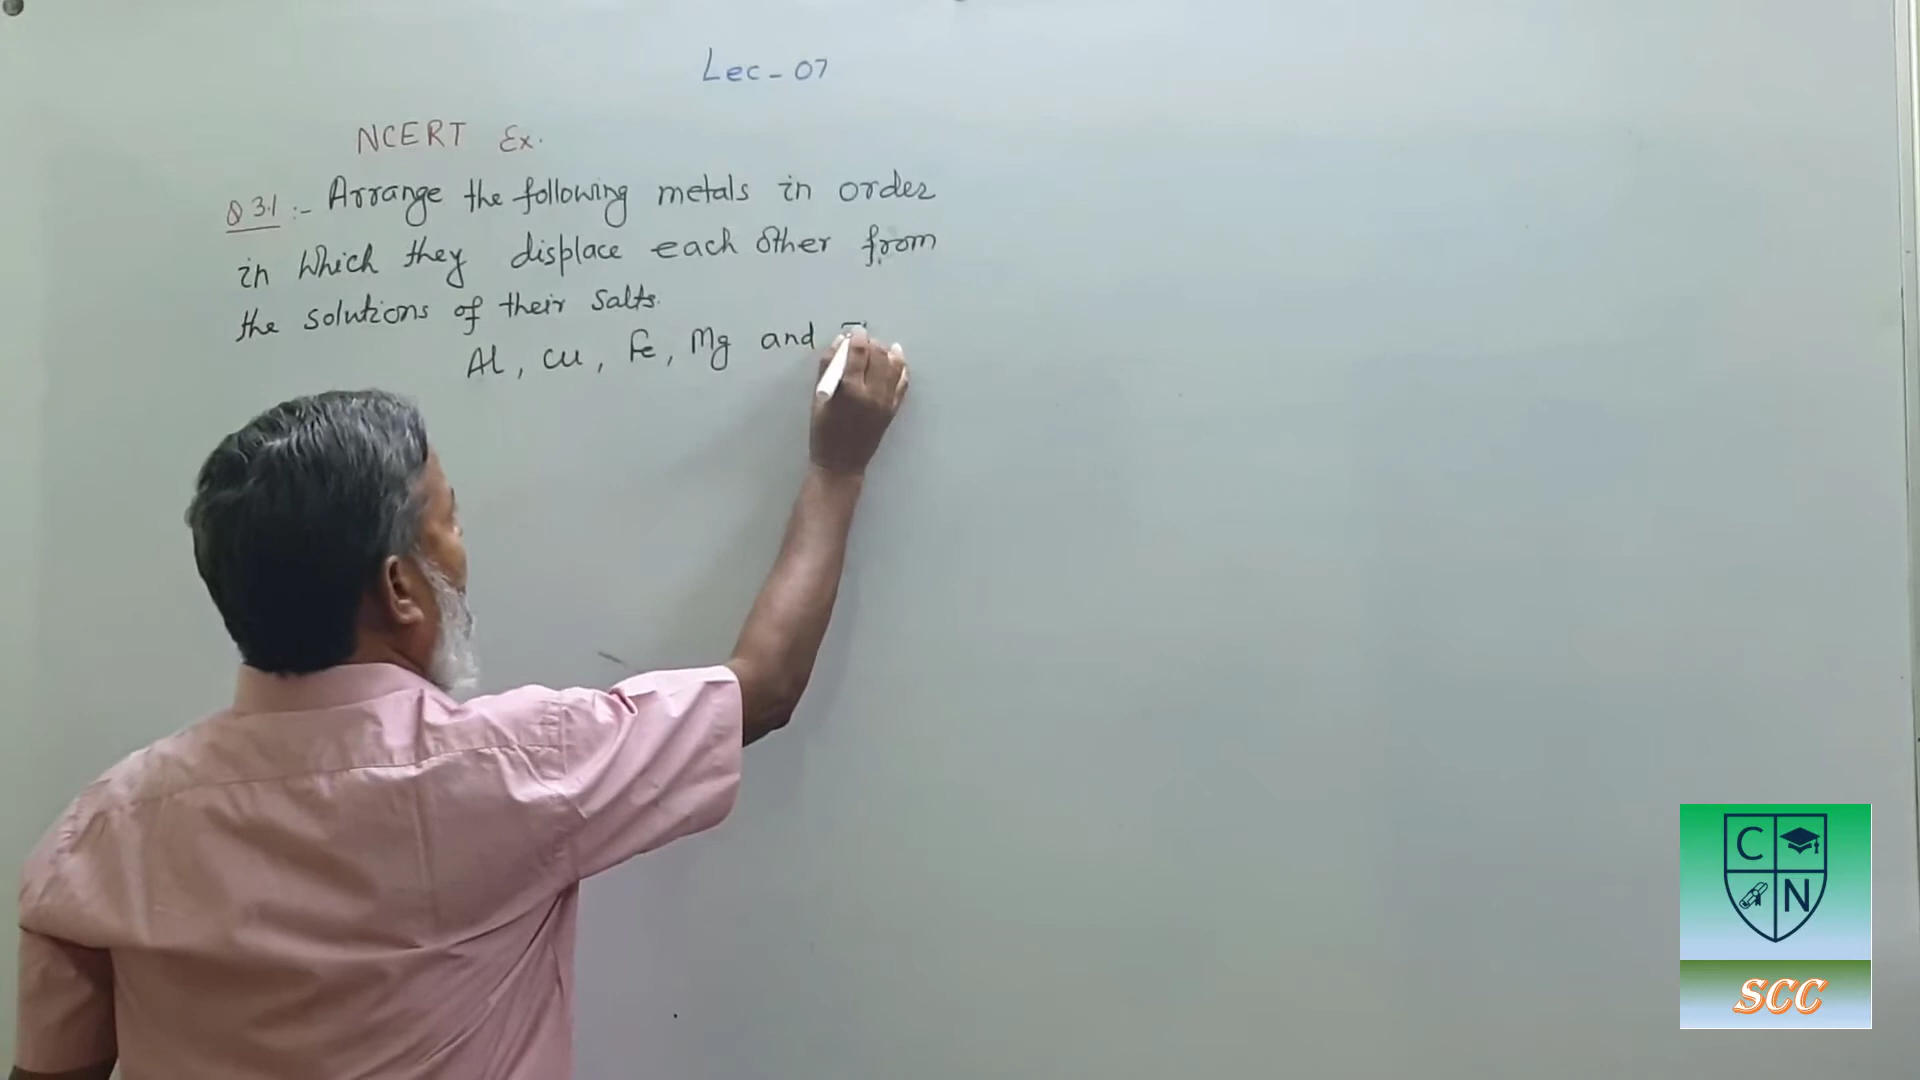 Lec - 07
NCERT Ex.
Q 3.1 :- Arrange the following metals in order
in which they displace each other from
the solutions of their salts.
Al, Cu, Fe, Mg and
C N
SCC